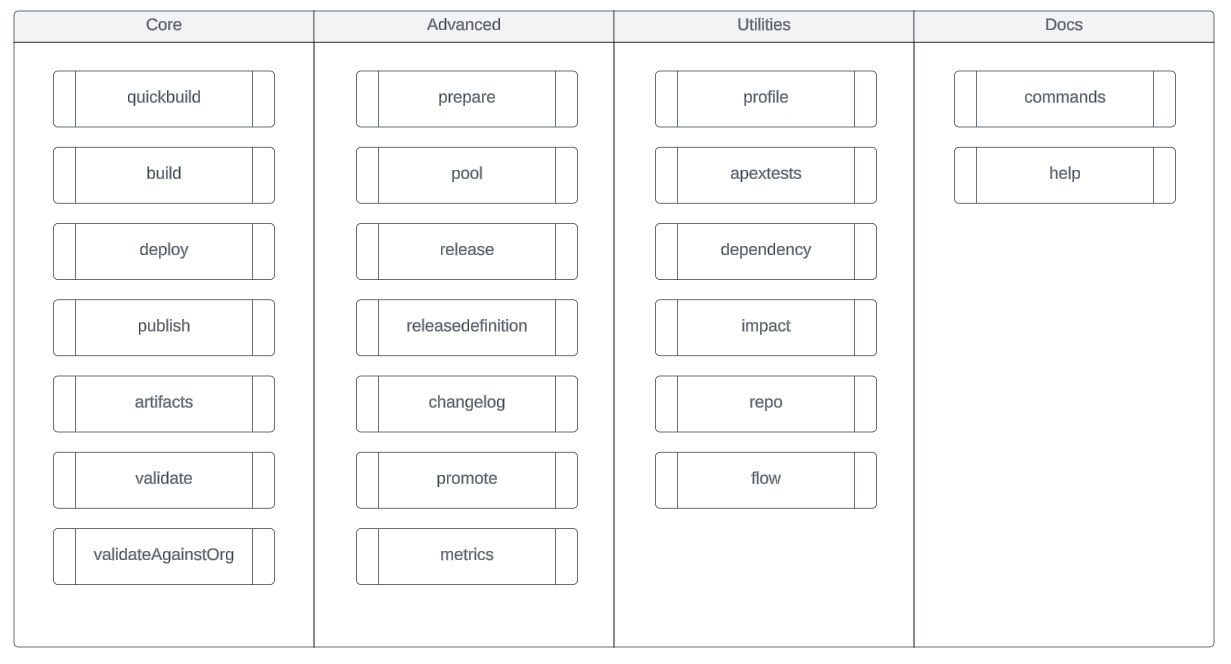 Core
Advanced
Utilities
Docs
quickbuild
build
deploy
publish
artifacts
validate
validateAgainstOrg
prepare
pool
release
releasedefinition
changelog
promote
metrics
profile
apextests
dependency
impact
repo
flow
commands
help